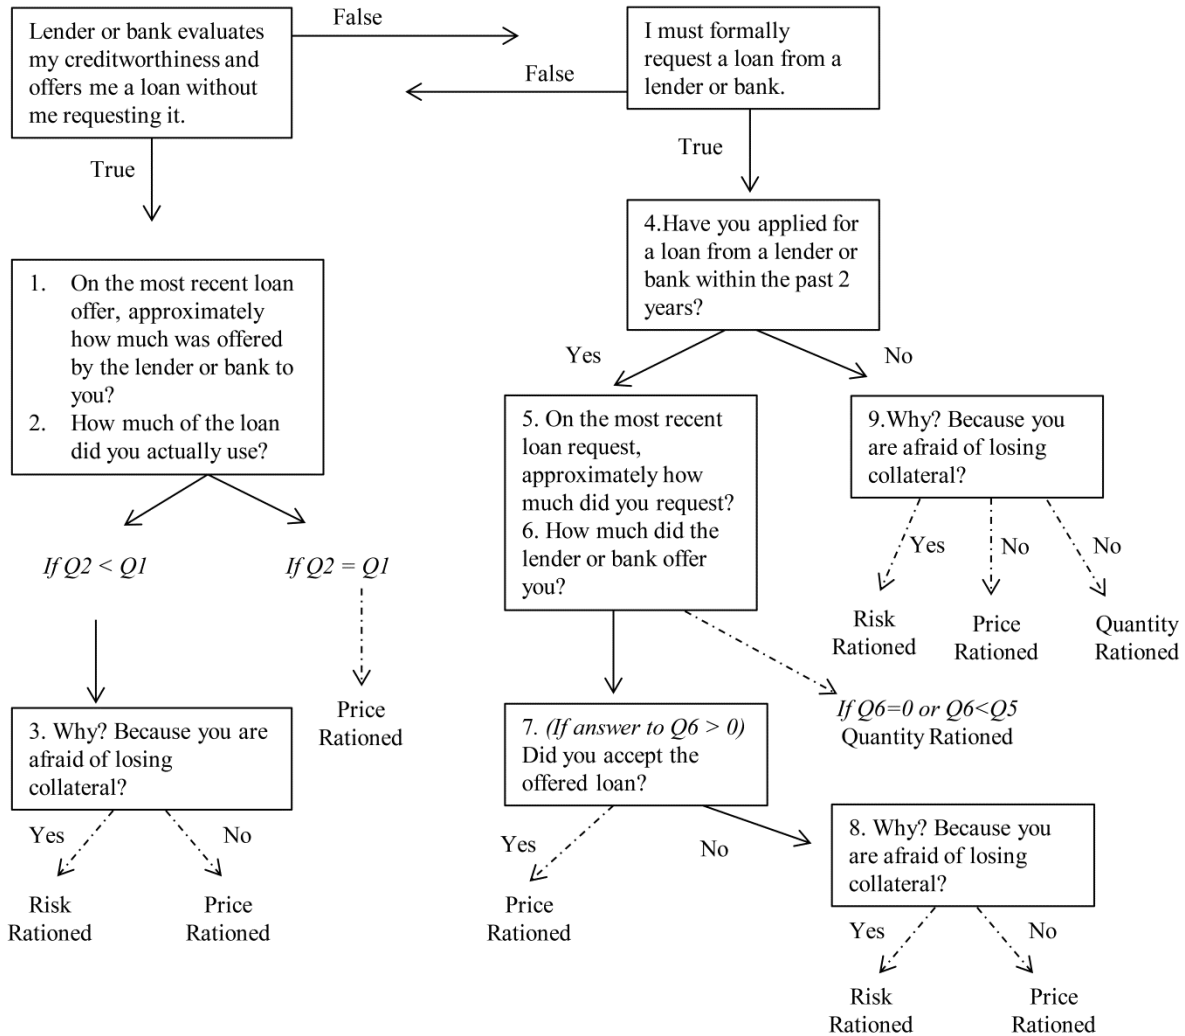 Lender or bank evaluates
my creditworthiness and
offers me a loan without
me requesting it.
False
False
I must formally
request a loan from a
lender or bank.
True
True
1. On the most recent loan
offer, approximately
how much was offered
by the lender or bank to
you?
2. How much of the loan
did you actually use?
4.Have you applied for
a loan from a lender or
bank within the past 2
years?
Yes
No
If Q2 < Q1
If Q2 = Q1
Price
Rationed
3. Why? Because you are
afraid of losing
collateral?
Yes
No
Risk
Rationed
Price
Rationed
5. On the most recent
loan request,
approximately how
much did you request?
6. How much did the
lender or bank offer
you?
9.Why? Because you
are afraid of losing
collateral?
Yes
No
No
Risk
Rationed
Price
Rationed
Quantity
Rationed
If Q6=0 or Q6<Q5
Quantity Rationed
7. (If answer to Q6 > 0)
Did you accept the
offered loan?
Yes
No
Price
Rationed
8. Why? Because you
are afraid of losing
collateral?
Yes
No
Risk
Rationed
Price
Rationed